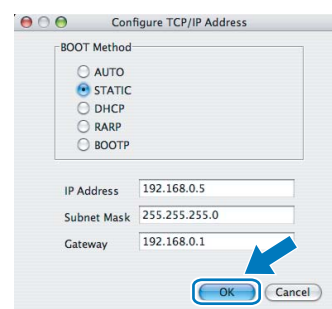 Configure TCP/IP Address
BOOT Method
AUTO
STATIC
DHCP
RARP
BOOTP
IP Address 192.168.0.5
Subnet Mask 255.255.255.0
Gateway 192.168.0.1
OK Cancel